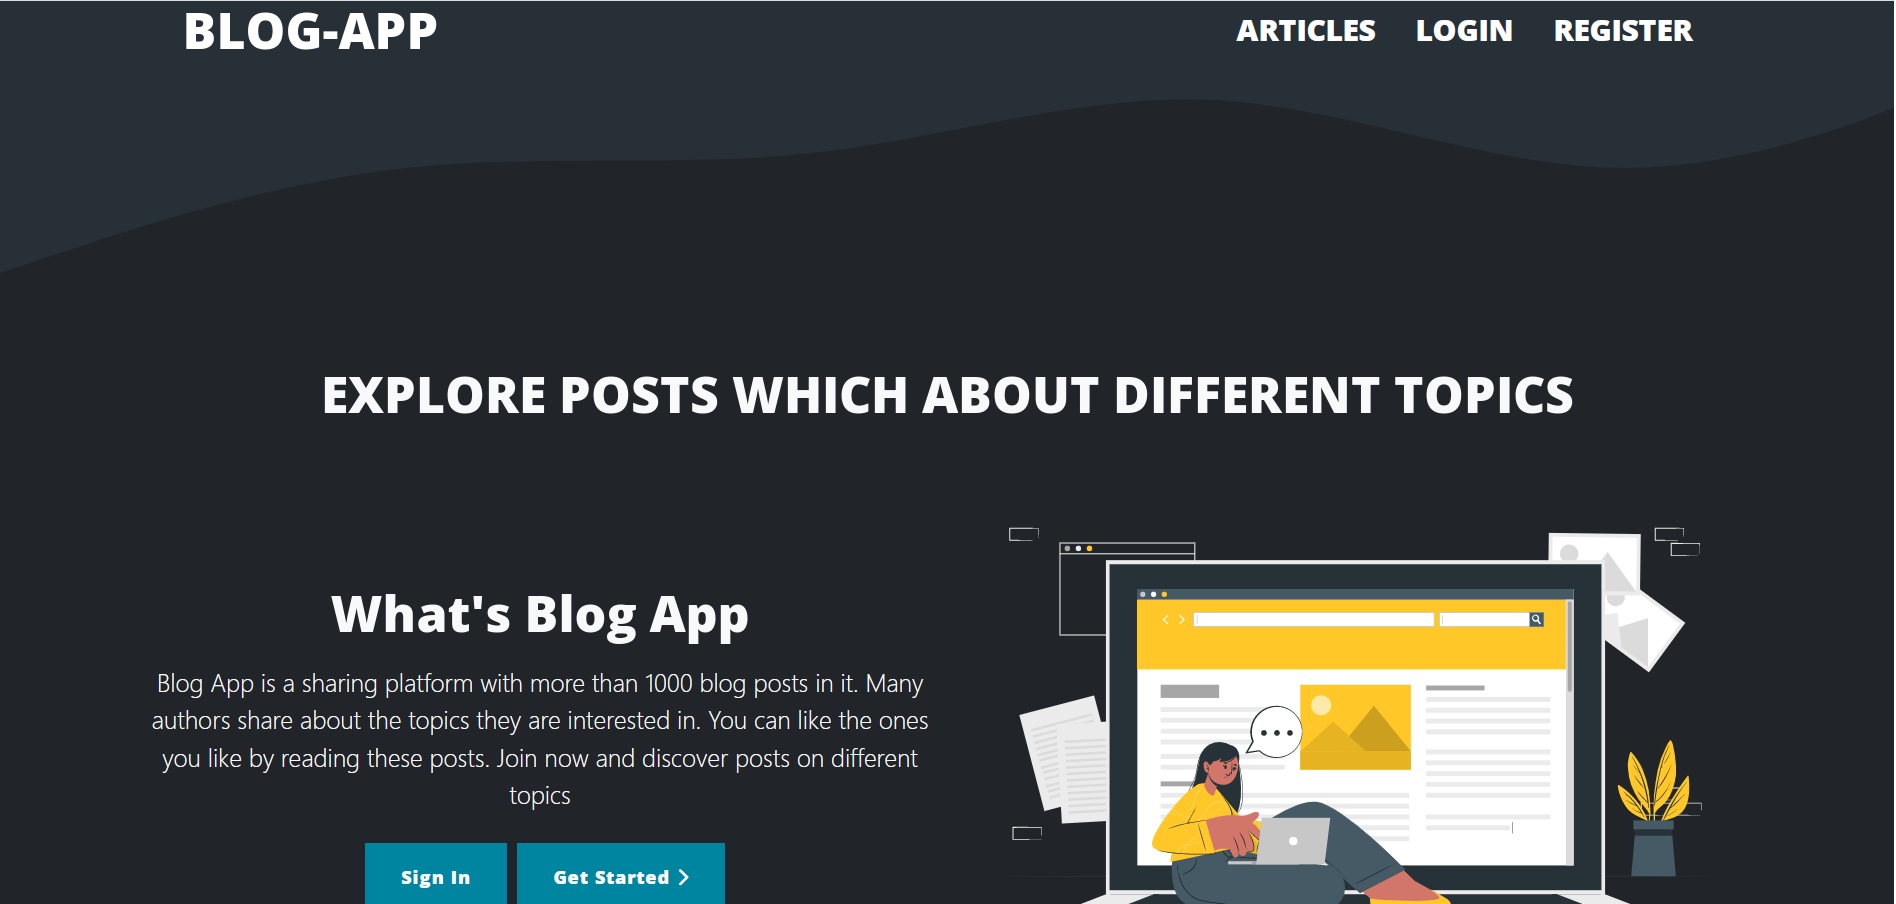 BLOG-APP
ARTICLES LOGIN REGISTER
EXPLORE POSTS WHICH ABOUT DIFFERENT TOPICS
What's Blog App
Blog App is a sharing platform with more than 1000 blog posts in it. Many
authors share about the topics they are interested in. You can like the ones
you like by reading these posts. Join now and discover posts on different
topics
Sign In
Get Started